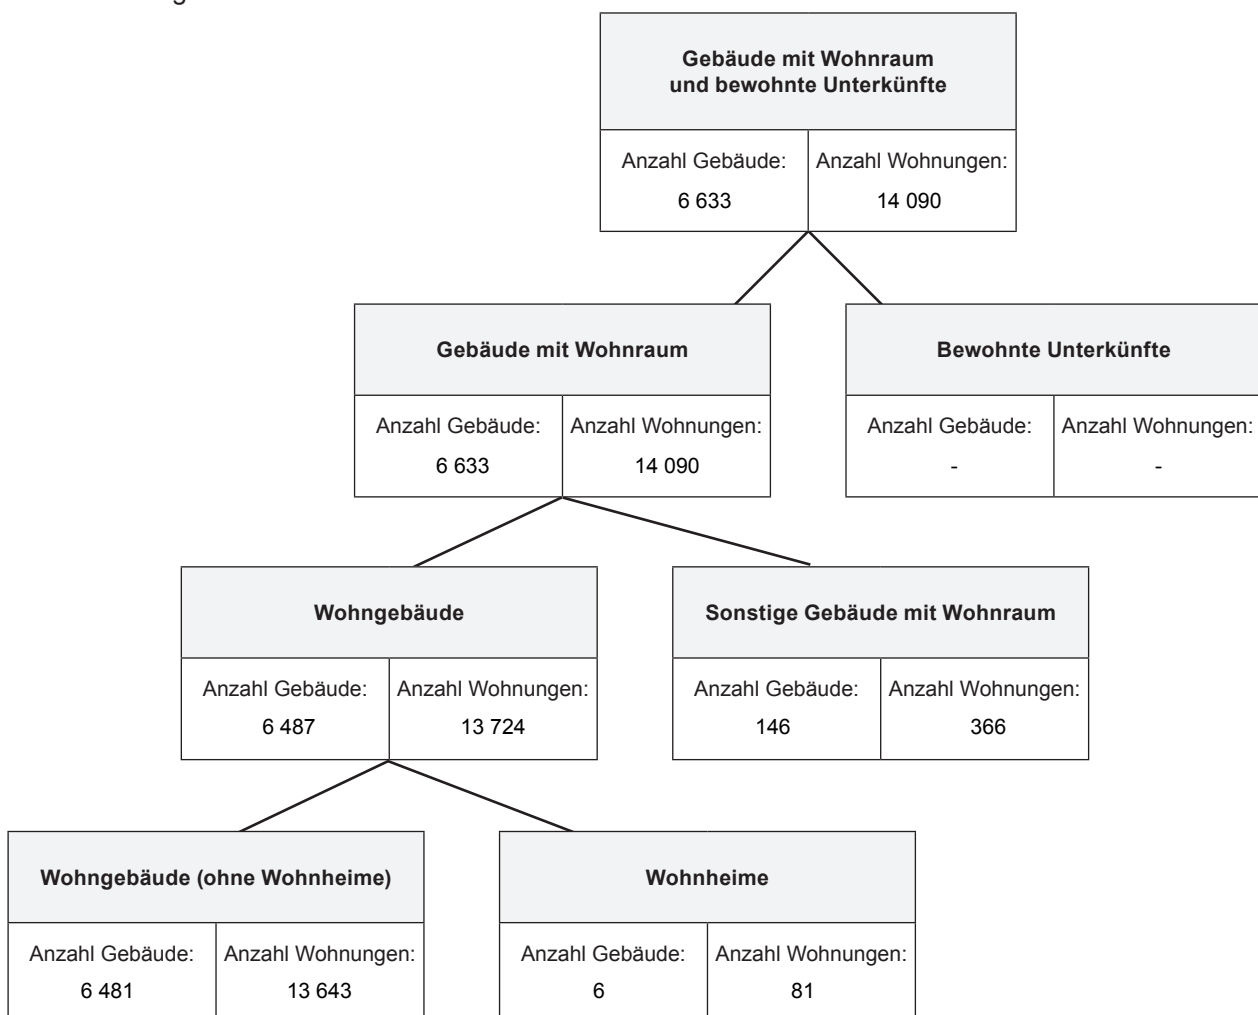 Gebäude mit Wohnraum
und bewohnte Unterkünfte
Anzahl Gebäude: Anzahl Wohnungen:
6 633 14 090
Gebäude mit Wohnraum Bewohnte Unterkünfte
Anzahl Gebäude: Anzahl Wohnungen: Anzahl Gebäude: Anzahl Wohnungen:
6 633 14 090 - -
Wohngebäude Sonstige Gebäude mit Wohnraum
Anzahl Gebäude: Anzahl Wohnungen: Anzahl Gebäude: Anzahl Wohnungen:
6 487 13 724 146 366
Wohngebäude (ohne Wohnheime) Wohnheime
Anzahl Gebäude: Anzahl Wohnungen: Anzahl Gebäude: Anzahl Wohnungen:
6 481 13 643 6 81